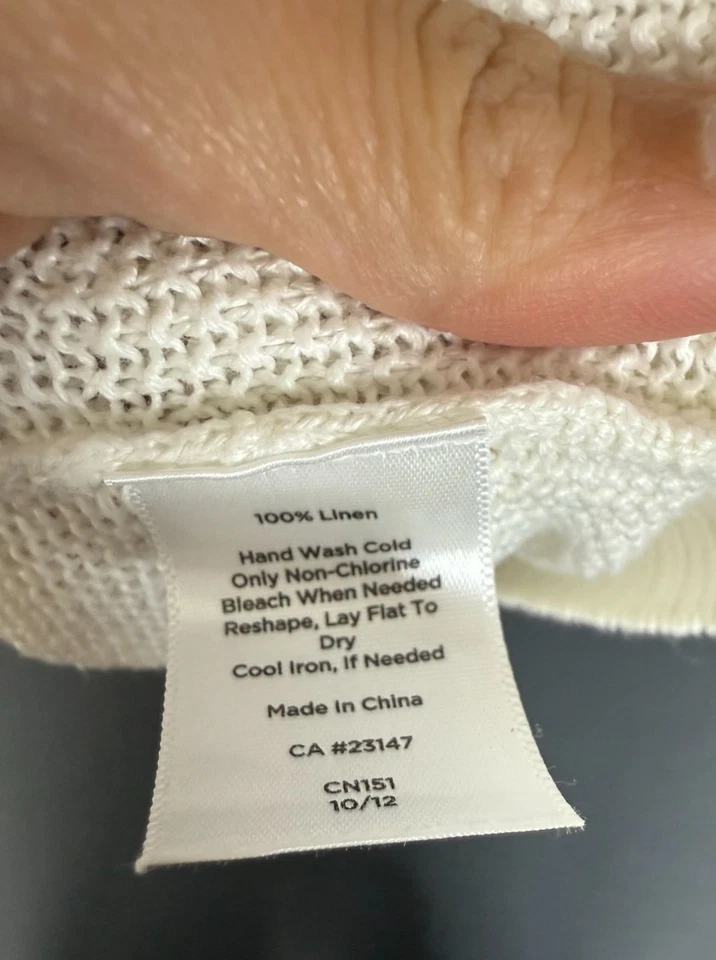 100% Linen
Hand Wash Cold
Only Non-Chlorine
Bleach When Needed
Reshape, Lay Flat To
Dry
Cool Iron, If Needed
Made In China
CA #23147
CN151
10/12